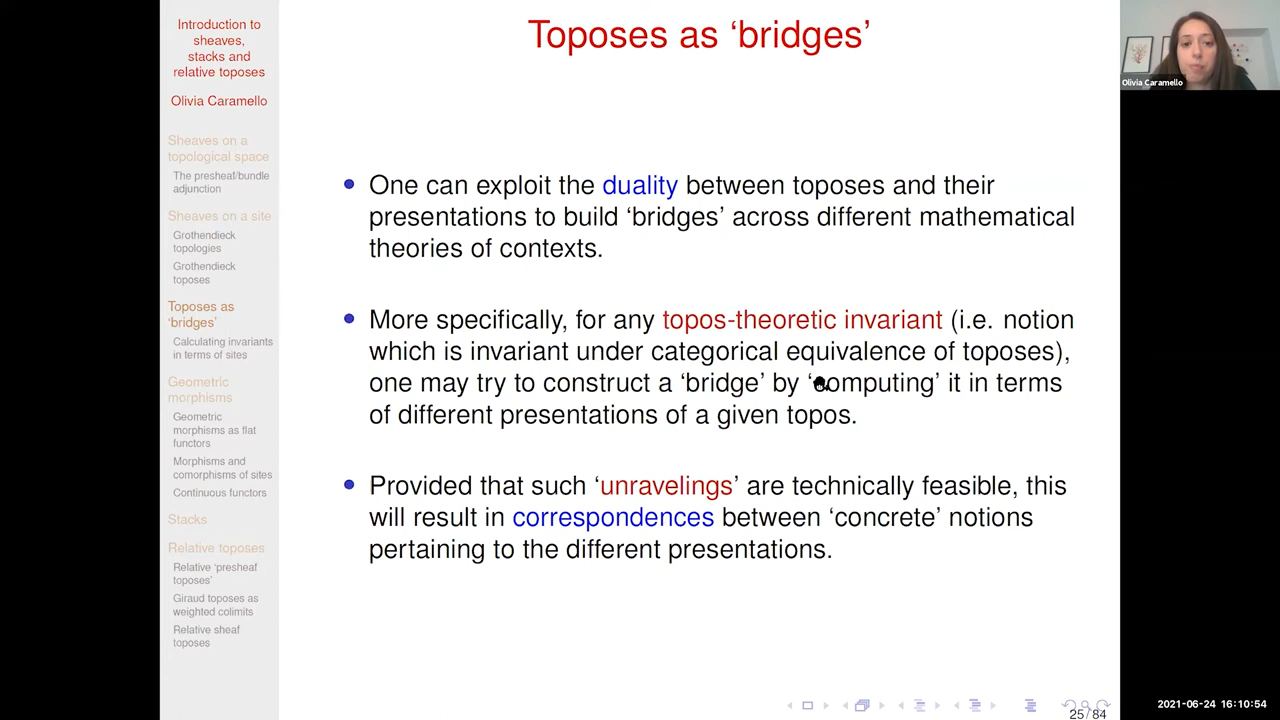 Introduction to
sheaves,
stacks and
relative toposes
Olivia Caramello
Sheaves on a
topological space
The presheaf/bundle
adjunction
Sheaves on a site
Grothendieck
topologies
Grothendieck
toposes
Toposes as
‘bridges’
Calculating invariants
in terms of sites
Geometric
morphisms
Geometric
morphisms as flat
functors
Morphisms and
comorphisms of sites
Continuous functors
Stacks
Relative toposes
Relative ‘presheaf
toposes’
Giraud toposes as
weighted colimits
Relative sheaf
toposes
Toposes as ‘bridges’
• One can exploit the duality between toposes and their
presentations to build ‘bridges’ across different mathematical
theories of contexts.
• More specifically, for any topos-theoretic invariant (i.e. notion
which is invariant under categorical equivalence of toposes),
one may try to construct a ‘bridge’ by ‘computing’ it in terms
of different presentations of a given topos.
• Provided that such ‘unravelings’ are technically feasible, this
will result in correspondences between ‘concrete’ notions
pertaining to the different presentations.
25/84
Olivia Caramello
2021-06-24 16:10:54